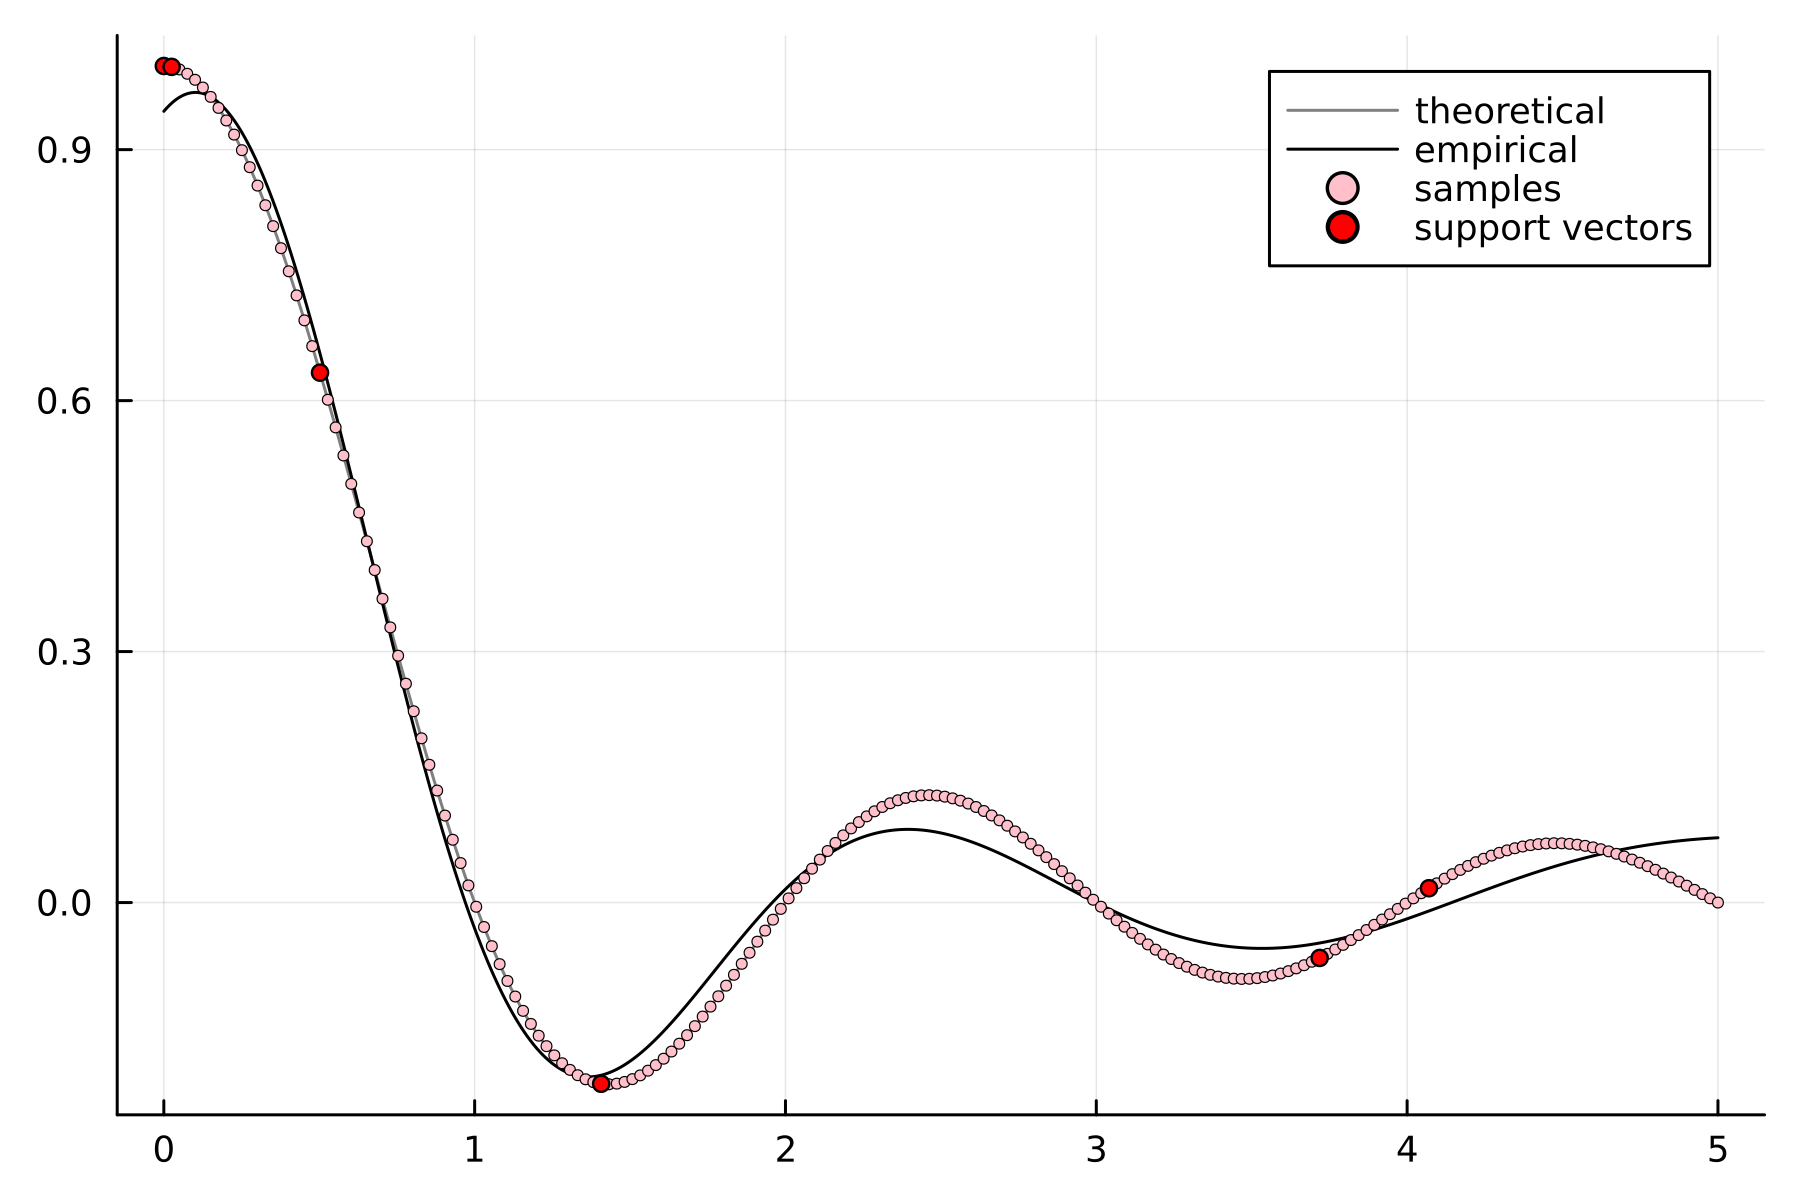 theoretical
empirical
samples
support vectors
0.9
0.6
0.3
0.0
0 1 2 3 4 5